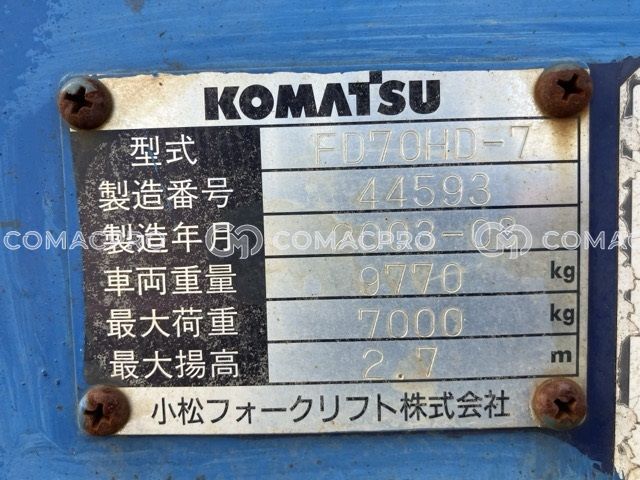 KOMATSU
型式 FD70HD-7
製造番号 44593
COMACPRO COMACPRO COMACPRO
製造年月
車両重量 9770 kg
最大荷重 7000 kg
最大揚高 2.7 m
小松フォークリフト株式会社